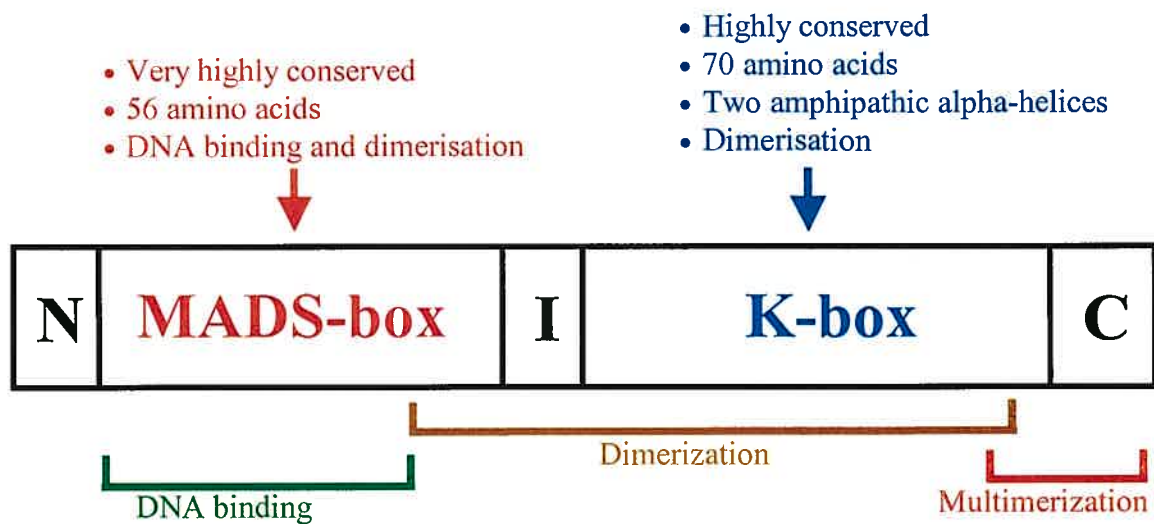 • Very highly conserved
• 56 amino acids
• DNA binding and dimerisation
• Highly conserved
• 70 amino acids
• Two amphipathic alpha-helices
• Dimerisation
N MADS-box I K-box C
Dimerization
DNA binding
Multimerization